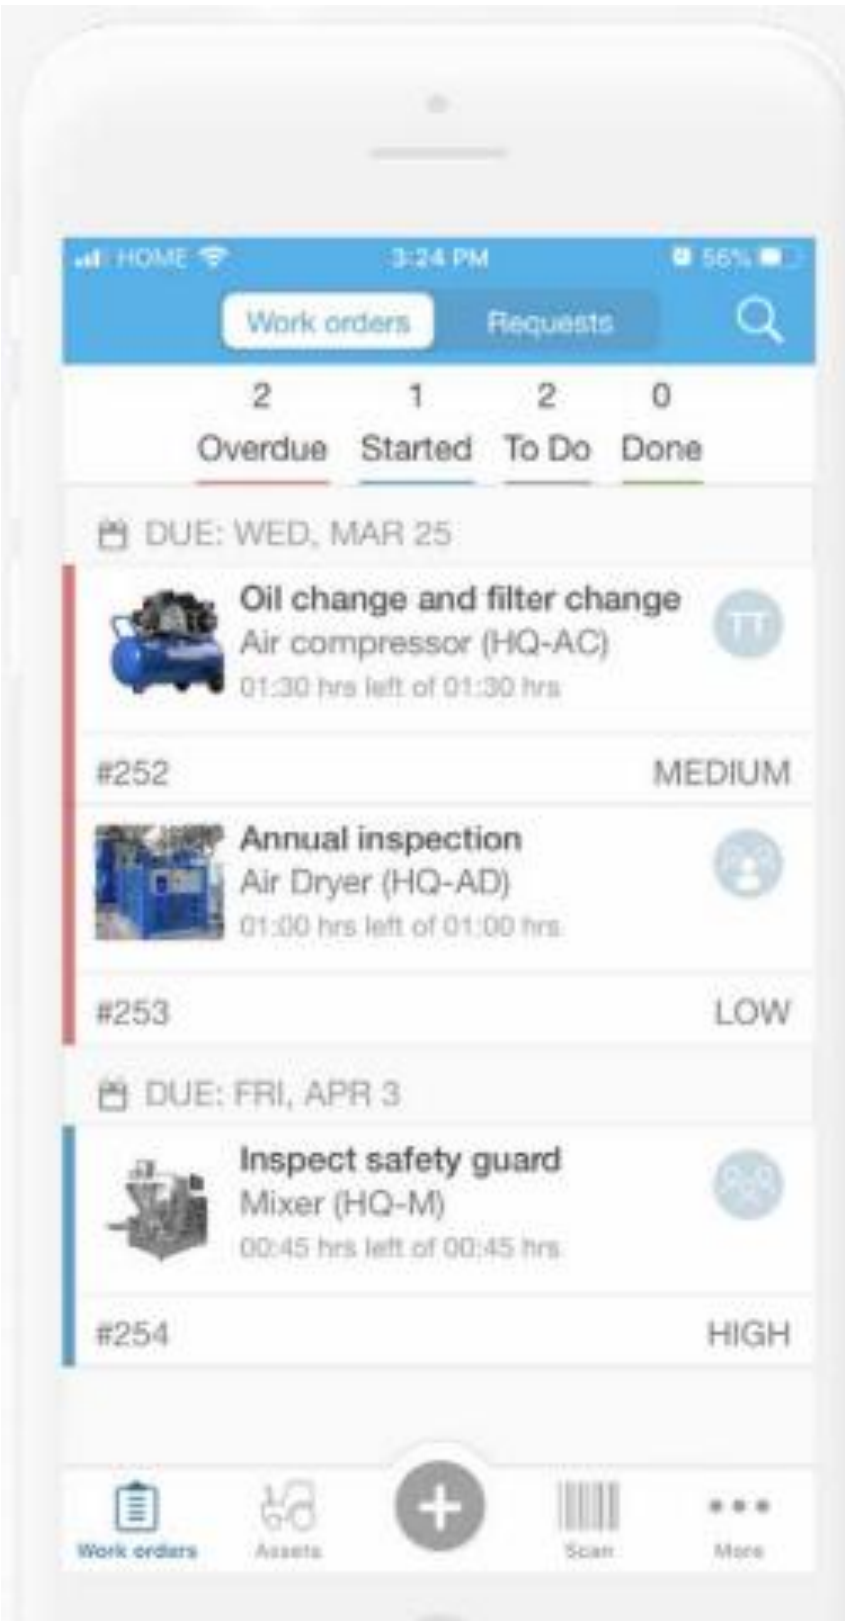 HOME 3:24 PM 56%
Work orders Requests
2 1 2 0
Overdue Started To Do Done
DUE: WED, MAR 25
Oil change and filter change
Air compressor (HQ-AC)
TT
01:30 hrs left of 01:30 hrs
#252 MEDIUM
Annual inspection
Air Dryer (HQ-AD)
01:00 hrs left of 01:00 hrs
#253 LOW
DUE: FRI, APR 3
Inspect safety guard
Mixer (HQ-M)
00:45 hrs left of 00:45 hrs
#254 HIGH
Work orders Assets Scan More